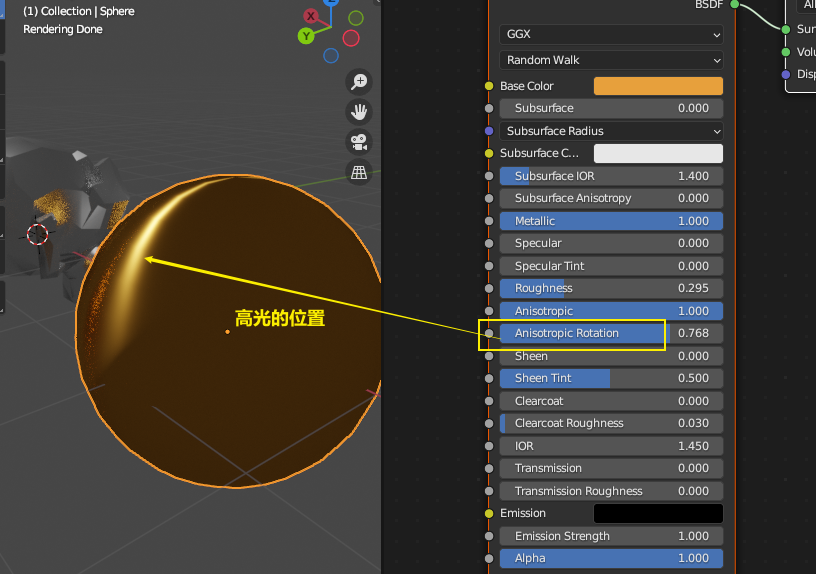 (1) Collection | Sphere
Rendering Done
X
Y
Z
高光的位置
BSDF
GGX
Random Walk
Base Color
Subsurface 0.000
Subsurface Radius
Subsurface C...
Subsurface IOR 1.400
Subsurface Anisotropy 0.000
Metallic 1.000
Specular 0.000
Specular Tint 0.000
Roughness 0.295
Anisotropic 1.000
Anisotropic Rotation 0.768
Sheen 0.000
Sheen Tint 0.500
Clearcoat 0.000
Clearcoat Roughness 0.030
IOR 1.450
Transmission 0.000
Transmission Roughness 0.000
Emission
Emission Strength 1.000
Alpha 1.000